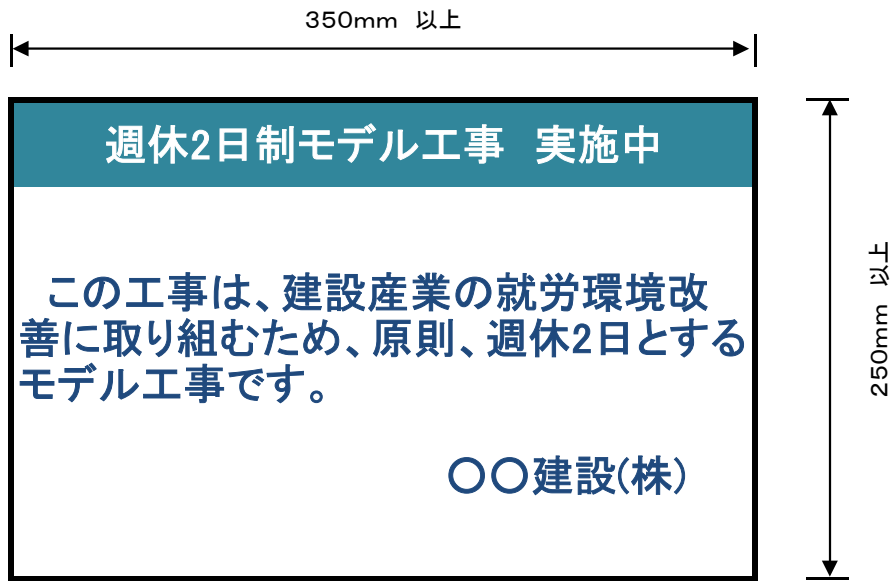 350mm 以上
週休2日制モデル工事 実施中
この工事は、建設産業の就労環境改
善に取り組むため、原則、週休2日とする
モデル工事です。
〇〇建設(株)
250mm 以上